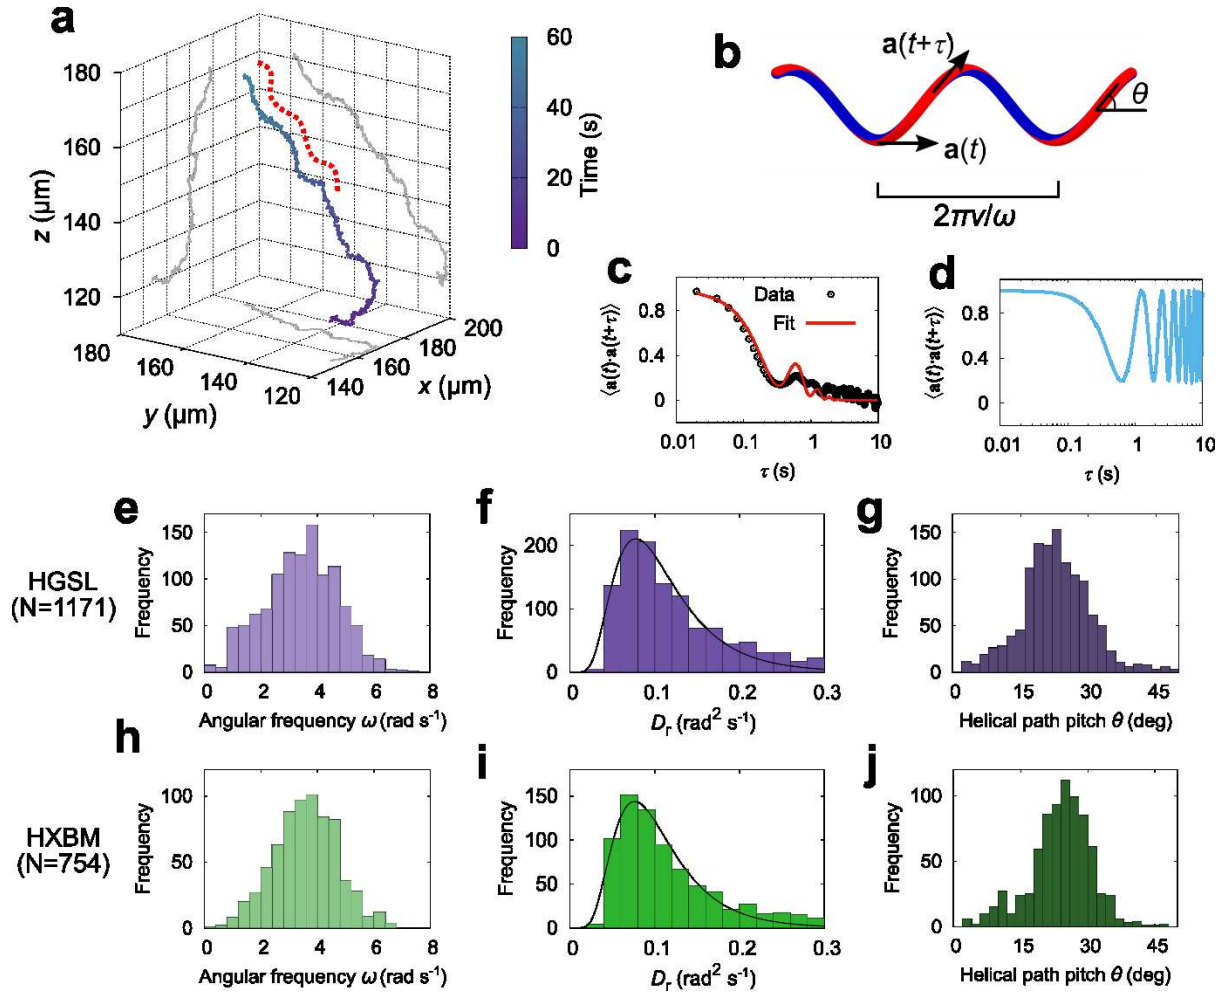 a
180
170
160
150
140
130
120
z (µm)
180
160
140
120
y (µm)
140
160
180
200
x (µm)
60
40
20
0
Time (s)
b
a(t+τ)
a(t)
θ
2πv/ω
c
Data
Fit
0.8
0.4
0
⟨a(t)·a(t+τ)⟩
0.01 0.1 1 10
τ (s)
d
0.8
0.4
0
⟨a(t)·a(t+τ)⟩
0.01 0.1 1 10
τ (s)
HGSL
(N=1171)
e
150
100
50
0
Frequency
0 2 4 6 8
Angular frequency ω (rad s⁻¹)
f
200
100
0
Frequency
0 0.1 0.2 0.3
Dᵣ (rad² s⁻¹)
g
150
100
50
0
Frequency
0 15 30 45
Helical path pitch θ (deg)
HXBM
(N=754)
h
100
50
0
Frequency
0 2 4 6 8
Angular frequency ω (rad s⁻¹)
i
150
100
50
0
Frequency
0 0.1 0.2 0.3
Dᵣ (rad² s⁻¹)
j
100
50
0
Frequency
0 15 30 45
Helical path pitch θ (deg)